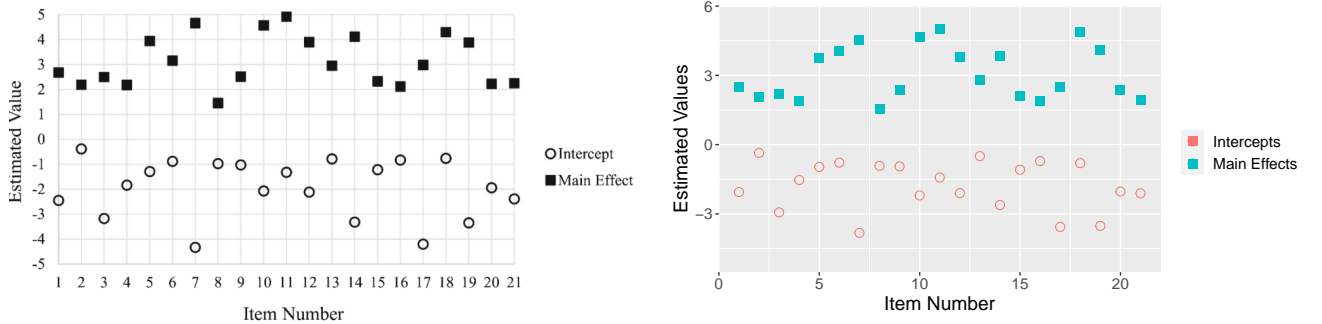 5
4
3
2
1
0
-1
-2
-3
-4
-5
Estimated Value
1 2 3 4 5 6 7 8 9 10 11 12 13 14 15 16 17 18 19 20 21
Item Number
Intercept
Main Effect
6
3
0
−3
Estimated Values
0 5 10 15 20
Item Number
Intercepts
Main Effects